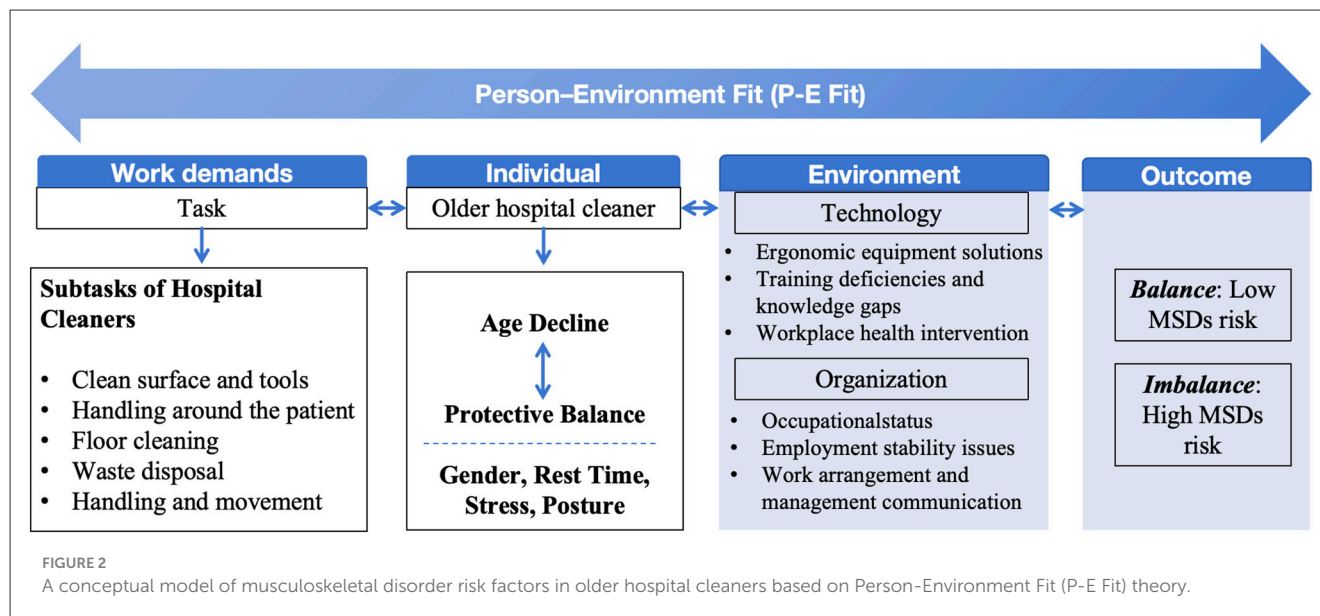 Person–Environment Fit (P-E Fit)
Work demands
Task
Subtasks of Hospital
Cleaners
• Clean surface and tools
• Handling around the patient
• Floor cleaning
• Waste disposal
• Handling and movement
Individual
Older hospital cleaner
Age Decline
Protective Balance
Gender, Rest Time,
Stress, Posture
Environment
Technology
• Ergonomic equipment solutions
• Training deficiencies and
knowledge gaps
• Workplace health intervention
Organization
• Occupationalstatus
• Employment stability issues
• Work arrangement and
management communication
Outcome
Balance: Low
MSDs risk
Imbalance:
High MSDs
risk
FIGURE 2
A conceptual model of musculoskeletal disorder risk factors in older hospital cleaners based on Person-Environment Fit (P-E Fit) theory.